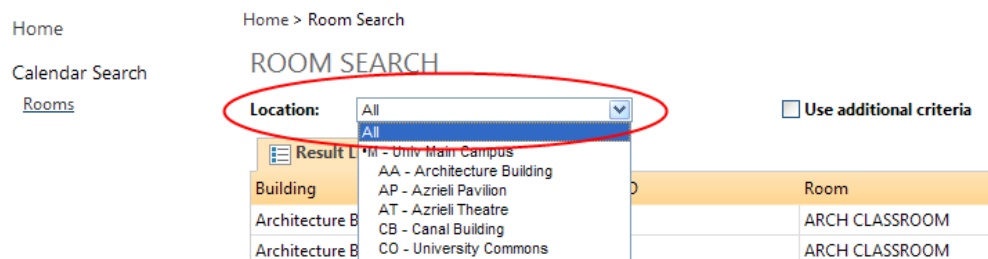 Home
Home > Room Search
ROOM SEARCH
Calendar Search
Rooms
Location: All
Use additional criteria
All
Result L
•M - Univ Main Campus
AA - Architecture Building
Building
AP - Azrieli Pavilion
Room
AT - Azrieli Theatre
Architecture B
CB - Canal Building
ARCH CLASSROOM
Architecture B
CO - University Commons
ARCH CLASSROOM